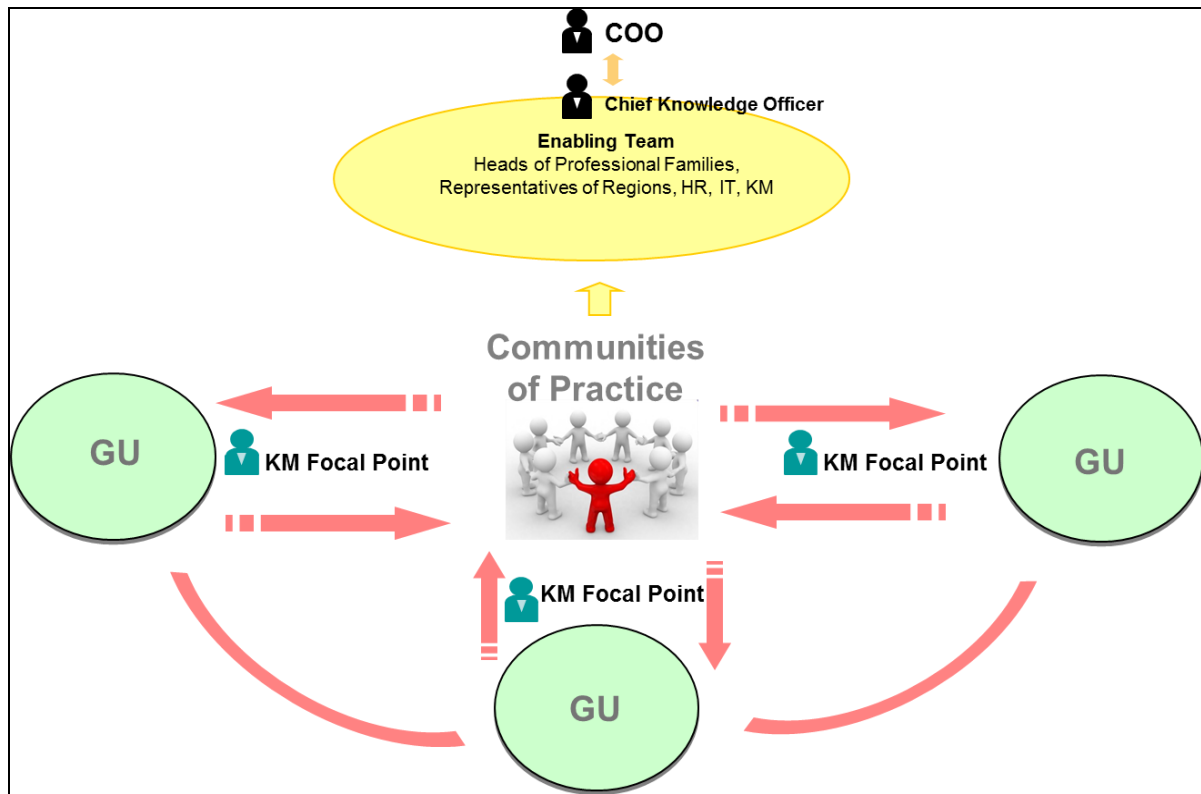 COO
Chief Knowledge Officer
Enabling Team
Heads of Professional Families,
Representatives of Regions, HR, IT, KM
Communities
of Practice
GU
KM Focal Point
KM Focal Point
GU
KM Focal Point
GU